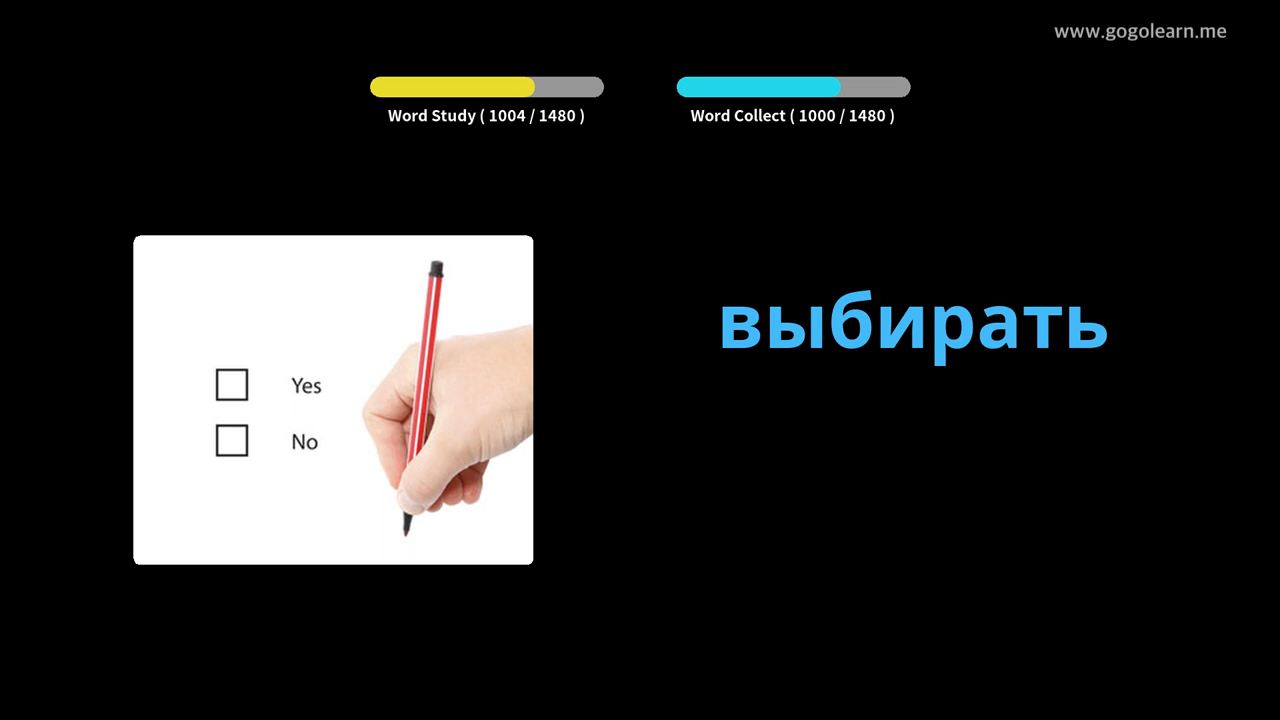 www.gogolearn.me
Word Study ( 1004 / 1480 )
Word Collect ( 1000 / 1480 )
Yes
No
выбирать